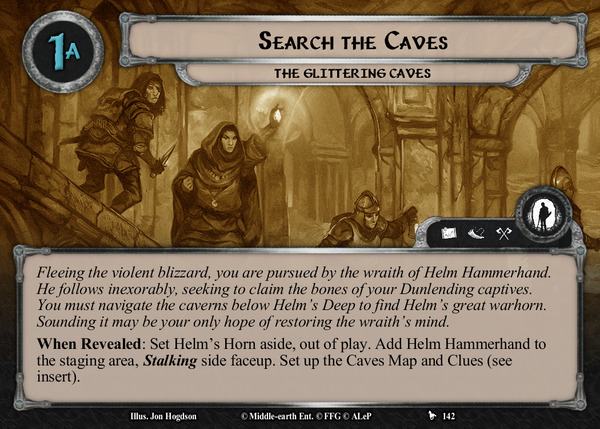 1A
Search the Caves
The Glittering Caves
Fleeing the violent blizzard, you are pursued by the wraith of Helm Hammerhand.
He follows inexorably, seeking to claim the bones of your Dunlending captives.
You must navigate the caverns below Helm's Deep to find Helm's great warhorn.
Sounding it may be your only hope of restoring the wraith's mind.
When Revealed: Set Helm's Horn aside, out of play. Add Helm Hammerhand to
the staging area, Stalking side faceup. Set up the Caves Map and Clues (see
insert).
Illus. Jon Hogdson © Middle-earth Ent. © FFG © ALeP 142